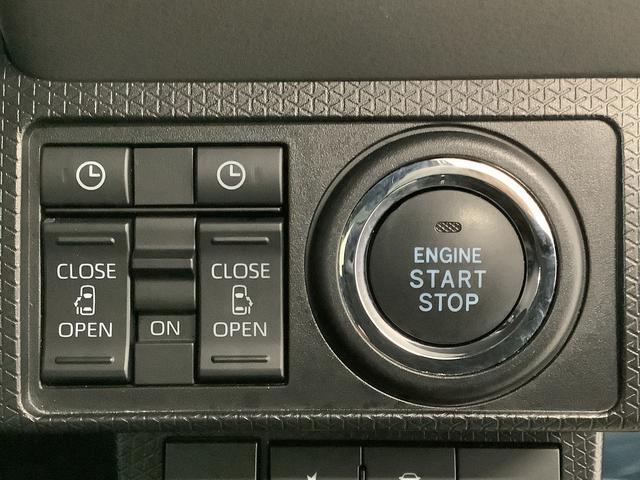 CLOSE
OPEN
ON
CLOSE
OPEN
ENGINE
START
STOP